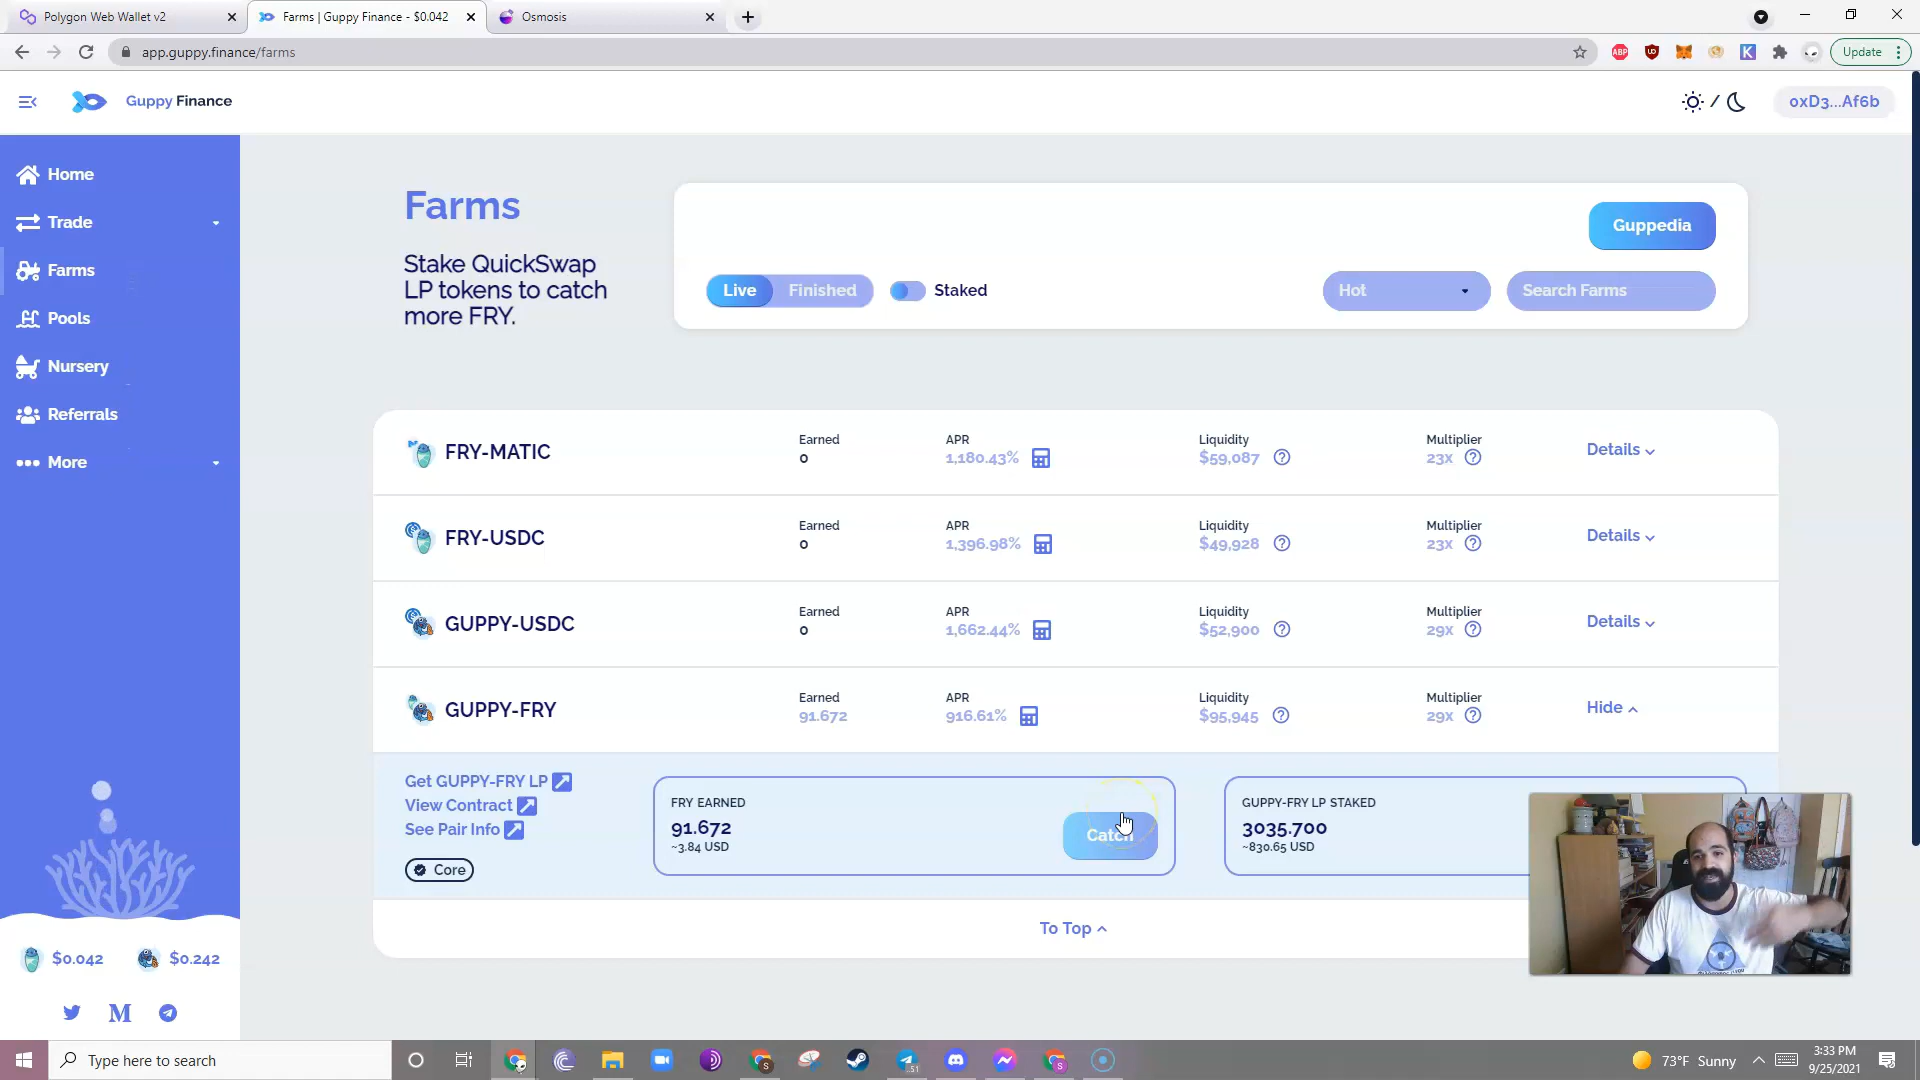 Polygon Web Wallet v2
Farms | Guppy Finance - $0.042
Osmosis
app.guppy.finance/farms
ABP
K
Update
Guppy Finance
/
0xD3...Af6b
Home
Trade
Farms
Pools
Nursery
Referrals
More
$0.042
$0.242
M
Farms
Stake QuickSwap
LP tokens to catch
more FRY.
Guppedia
Live
Finished
Staked
Hot
Search Farms
FRY-MATIC
Earned
0
APR
1,180.43%
Liquidity
$59,087
Multiplier
23x
Details
FRY-USDC
Earned
0
APR
1,396.98%
Liquidity
$49,928
Multiplier
23x
Details
GUPPY-USDC
Earned
0
APR
1,662.44%
Liquidity
$52,900
Multiplier
29x
Details
GUPPY-FRY
Earned
91.672
APR
916.61%
Liquidity
$95,945
Multiplier
29x
Hide
Get GUPPY-FRY LP
View Contract
See Pair Info
Core
FRY EARNED
91.672
~3.84 USD
Catch
GUPPY-FRY LP STAKED
3035.700
~830.65 USD
To Top
Type here to search
51
73°F Sunny
3:33 PM
9/25/2021